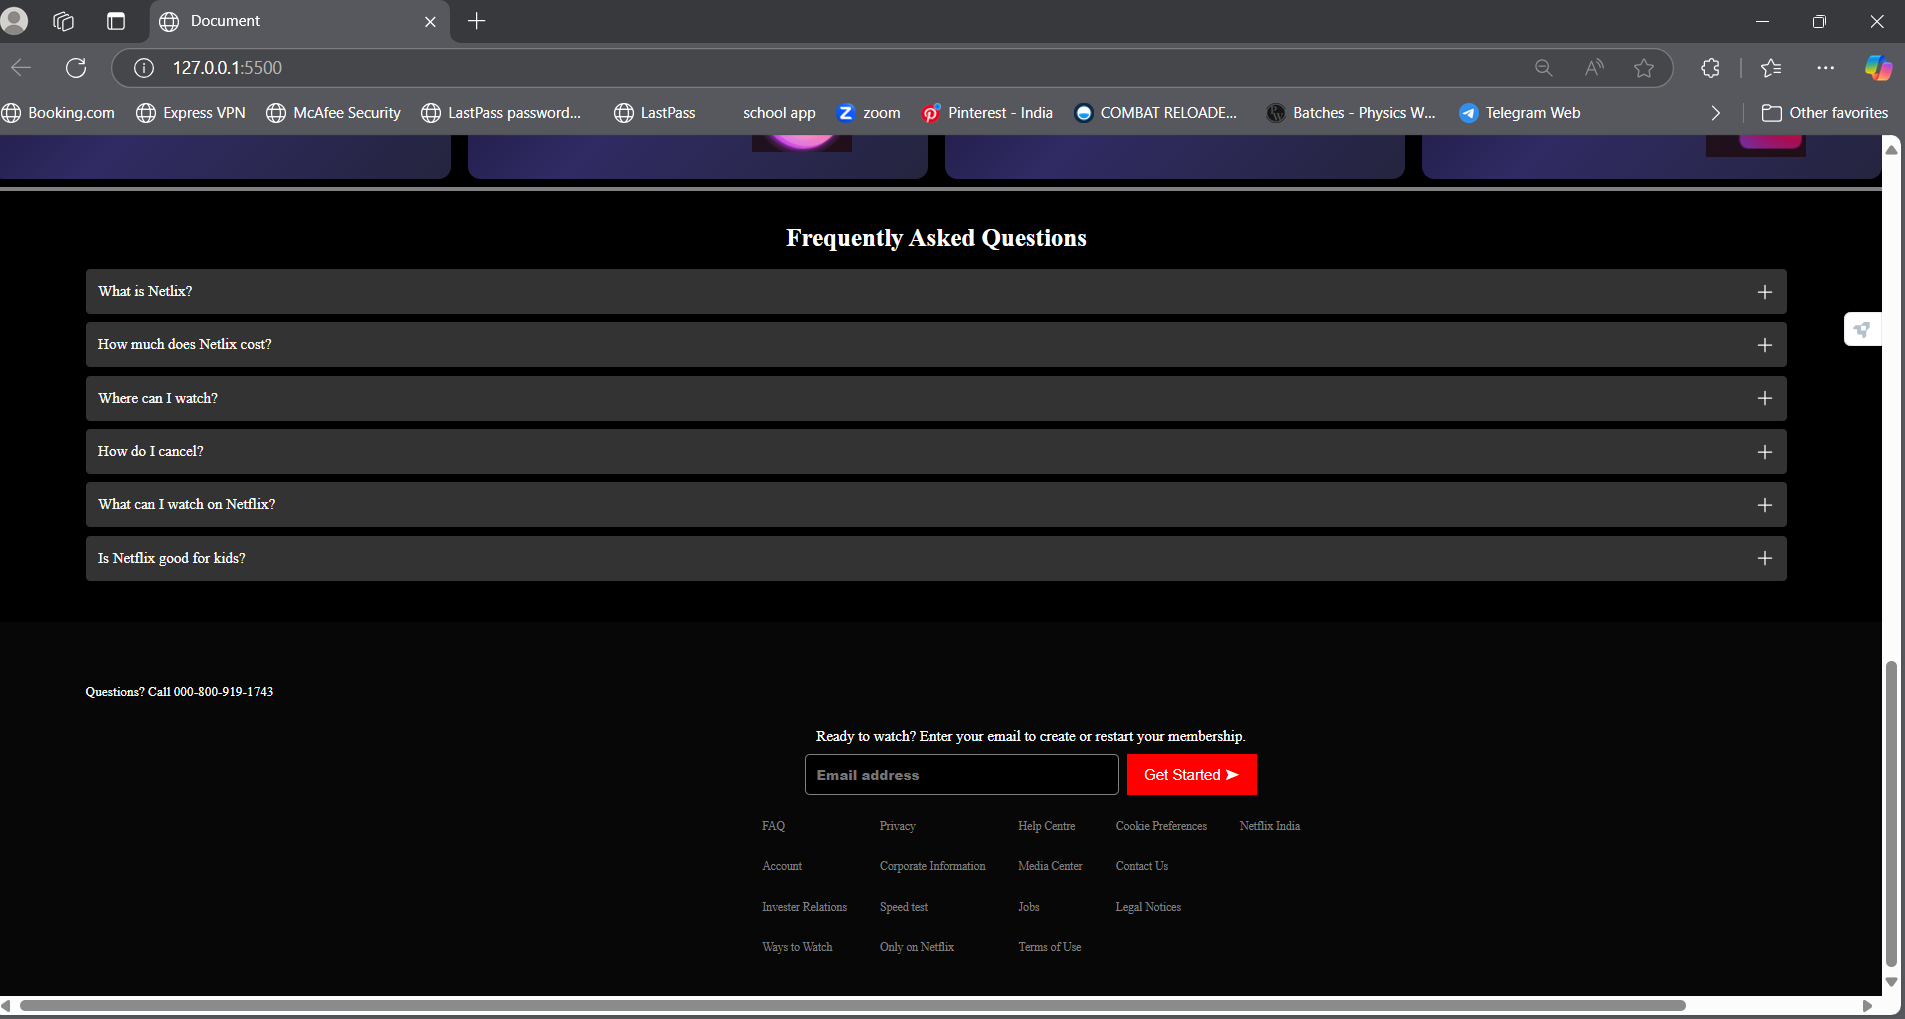 Document
127.0.0.1:5500
Booking.com Express VPN McAfee Security LastPass password... LastPass school app zoom Pinterest - India COMBAT RELOADE... Batches - Physics W... Telegram Web Other favorites
Frequently Asked Questions
What is Netlix?
How much does Netlix cost?
Where can I watch?
How do I cancel?
What can I watch on Netflix?
Is Netflix good for kids?
Questions? Call 000-800-919-1743
Ready to watch? Enter your email to create or restart your membership.
Email address Get Started ➤
FAQ Privacy Help Centre Cookie Preferences Netflix India
Account Corporate Information Media Center Contact Us
Invester Relations Speed test Jobs Legal Notices
Ways to Watch Only on Netflix Terms of Use